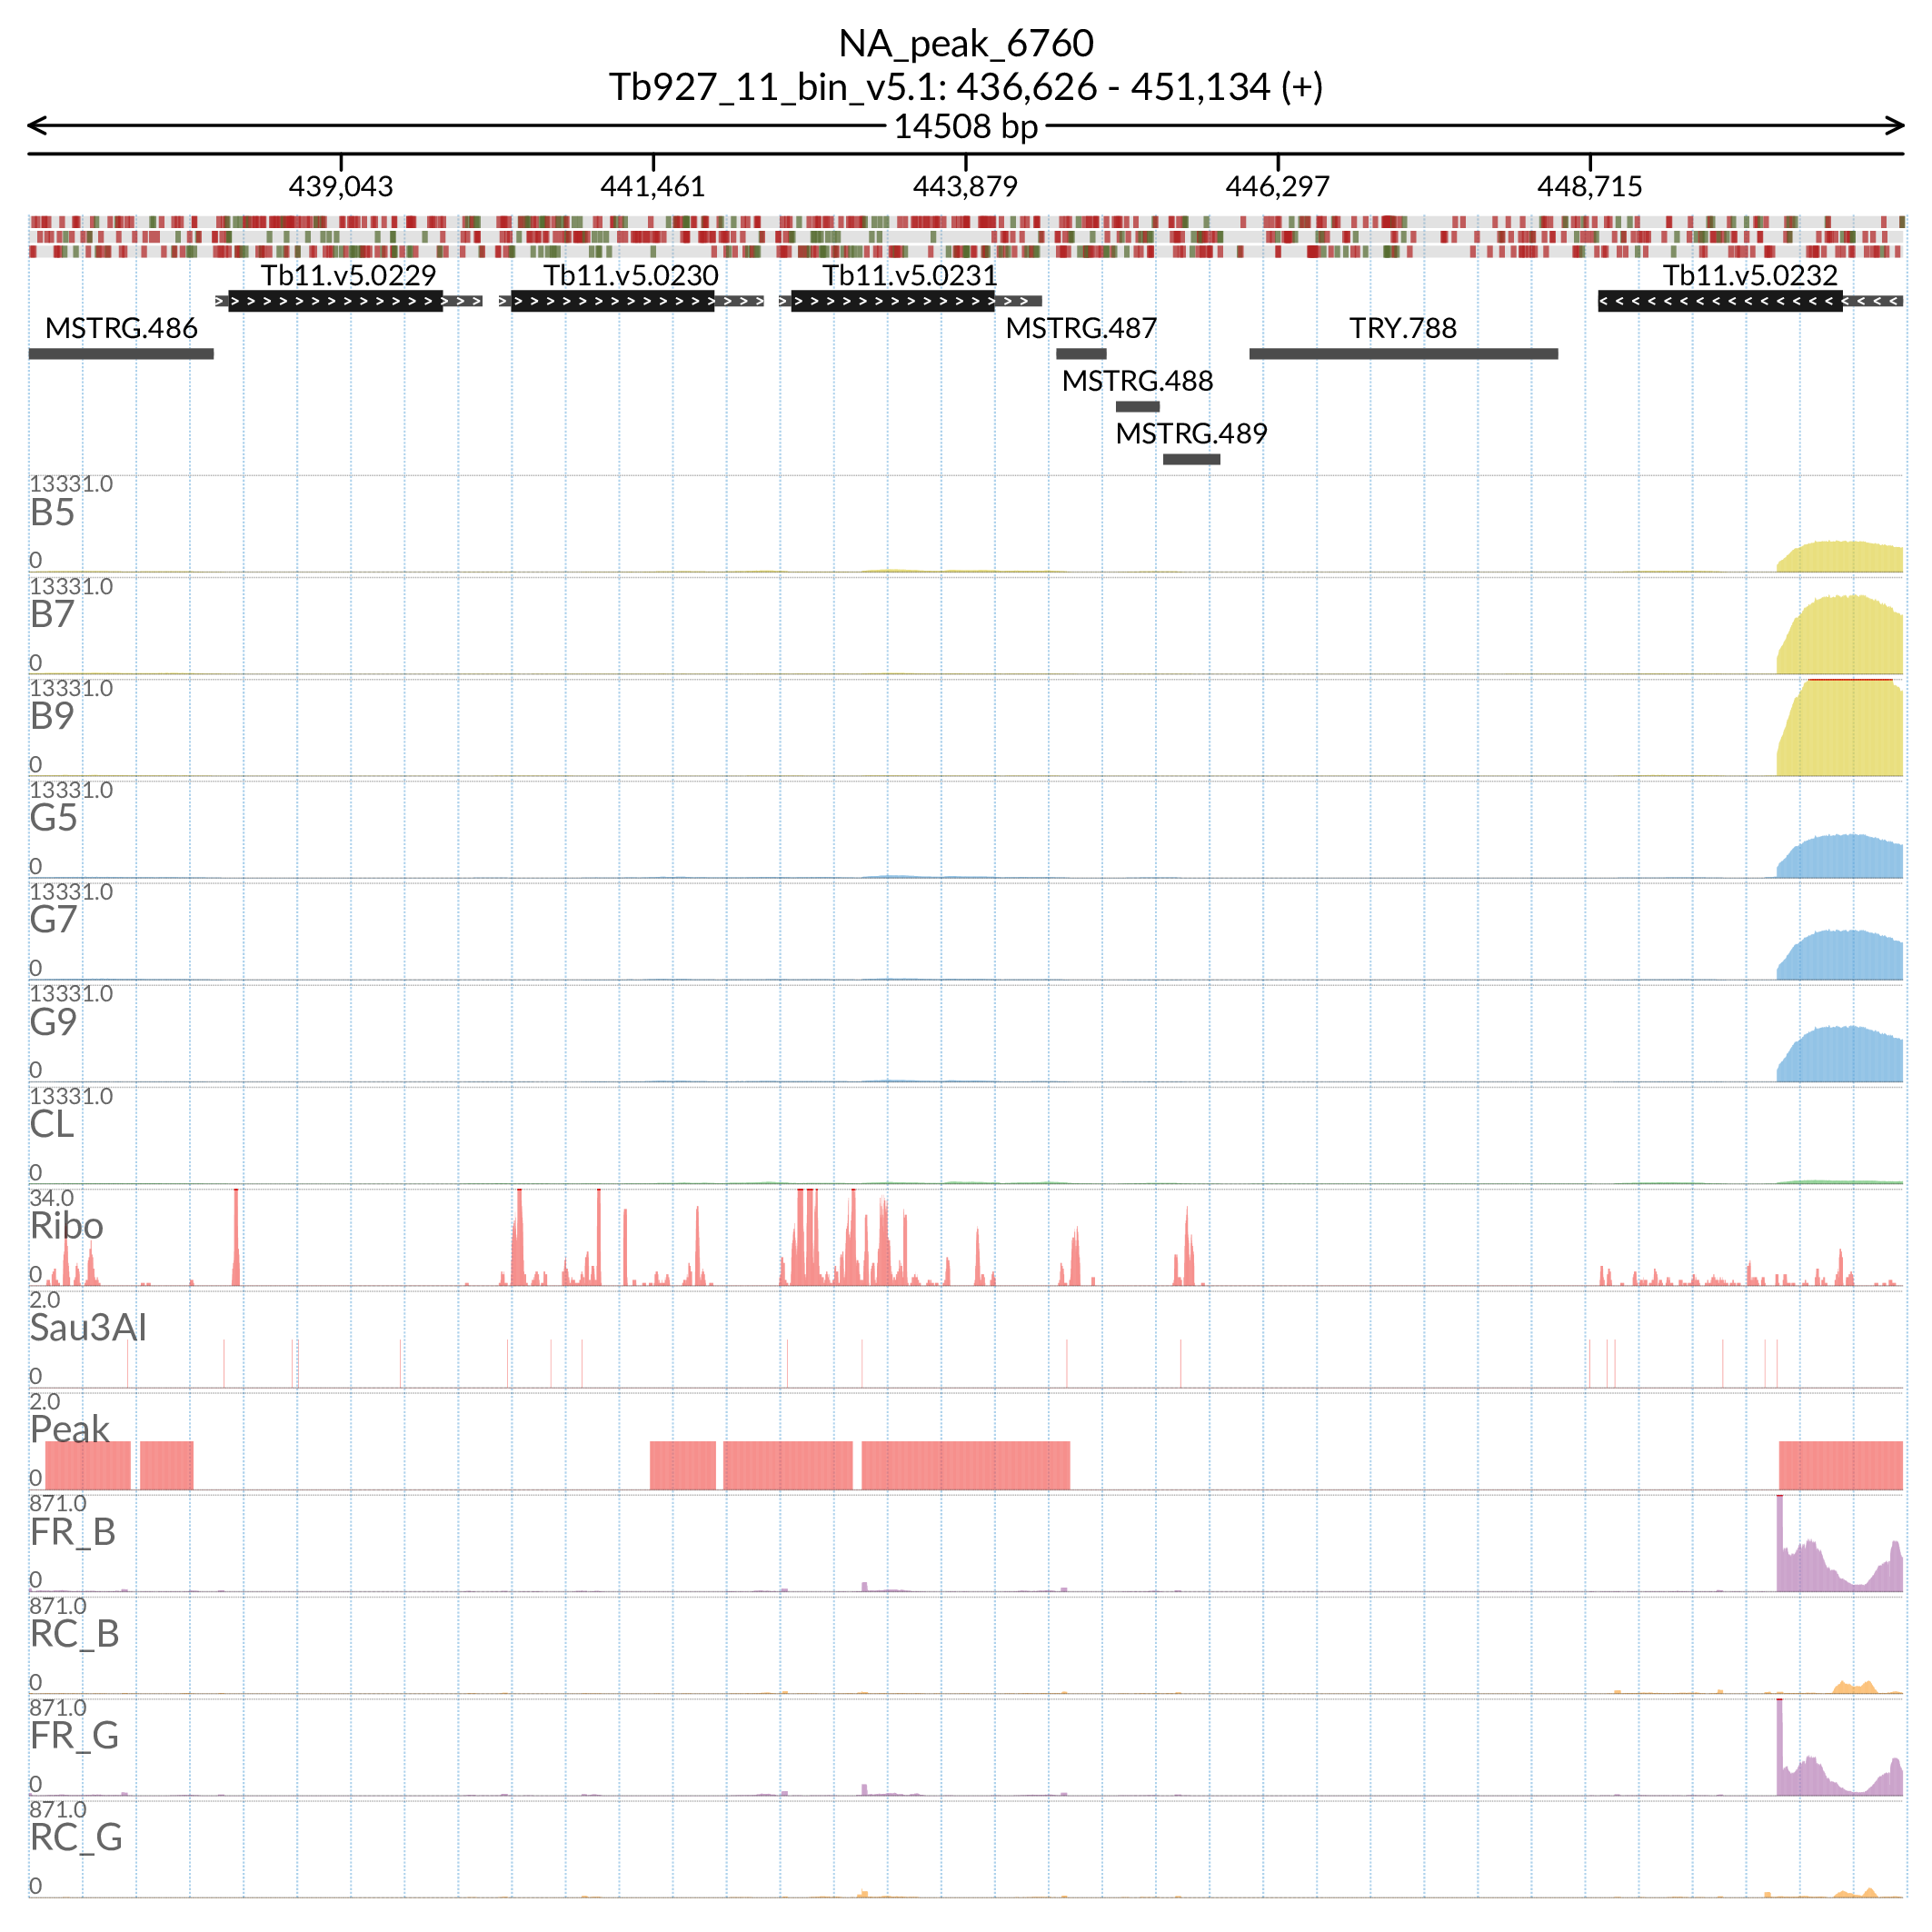 NA_peak_6760
Tb927_11_bin_v5.1: 436,626 - 451,134 (+)
14508 bp
439,043 441,461 443,879 446,297 448,715
Tb11.v5.0229 Tb11.v5.0230 Tb11.v5.0231 Tb11.v5.0232
MSTRG.486 MSTRG.487 TRY.788
MSTRG.488
MSTRG.489
13331.0
B5
0
13331.0
B7
0
13331.0
B9
0
13331.0
G5
0
13331.0
G7
0
13331.0
G9
0
13331.0
CL
0
34.0
Ribo
0
2.0
Sau3AI
0
2.0
Peak
0
871.0
FR_B
0
871.0
RC_B
0
871.0
FR_G
0
871.0
RC_G
0